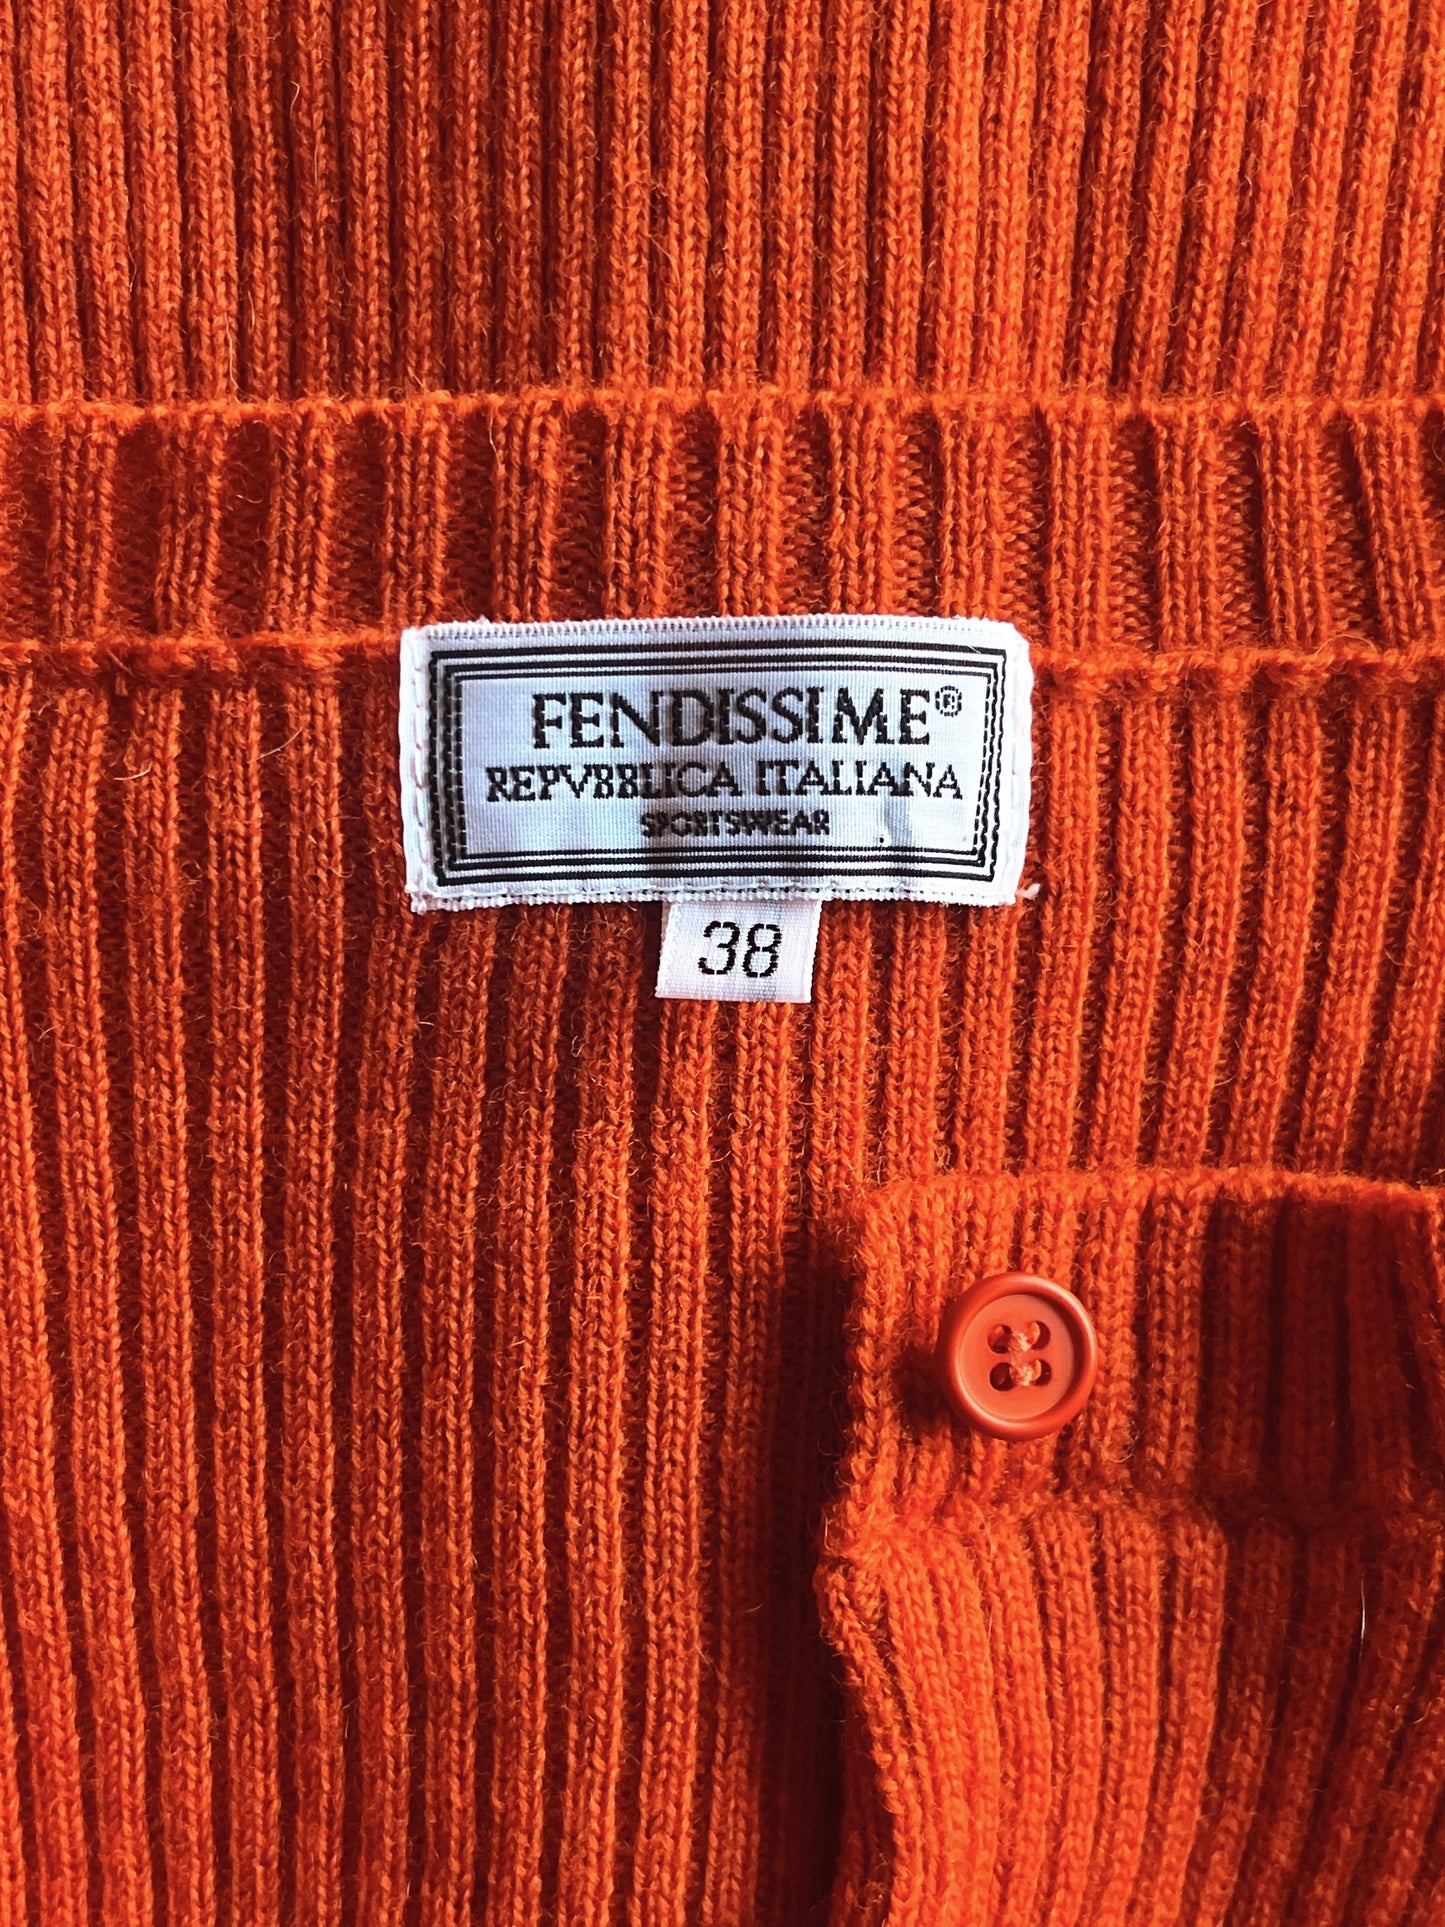 FENDISSIME®
REPVBBLICA ITALIANA
SPORTSWEAR
38